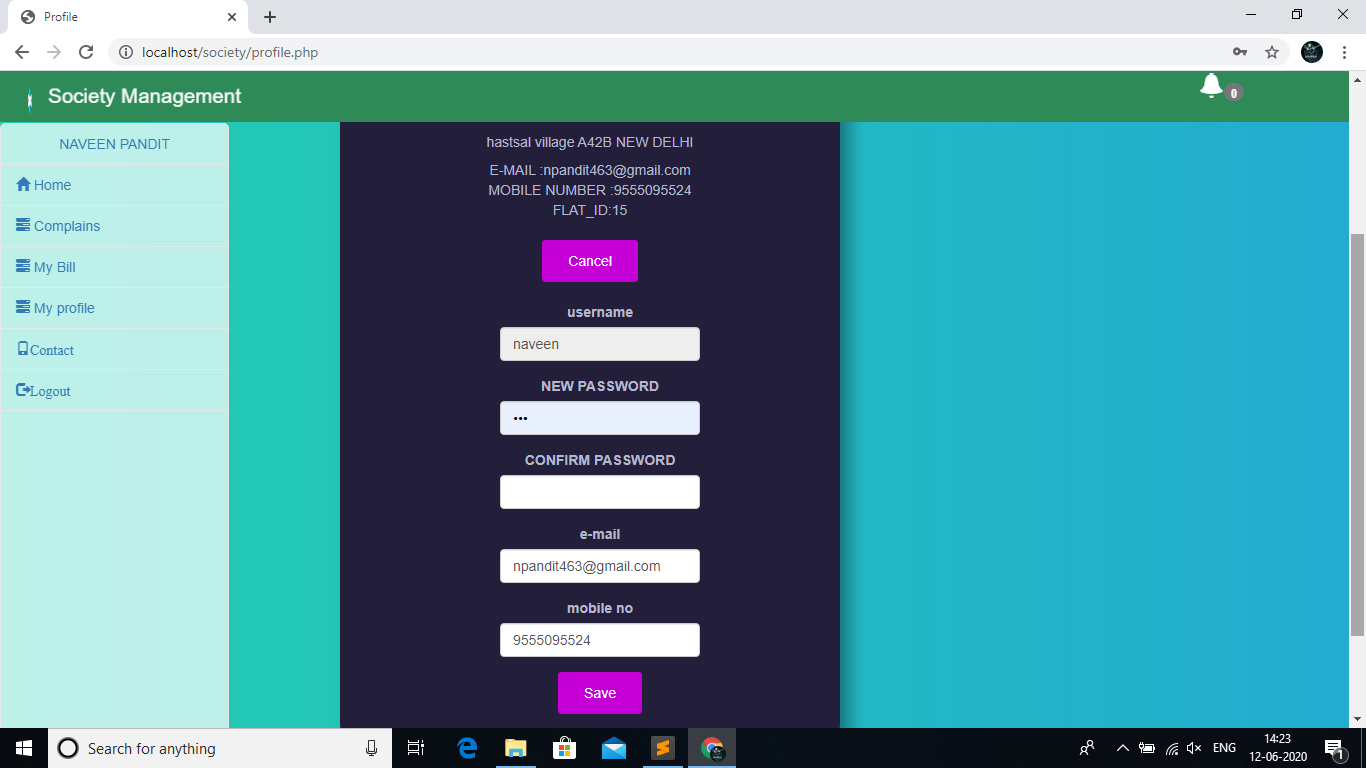 Profile
localhost/society/profile.php
Society Management
0
NAVEEN PANDIT
Home
Complains
My Bill
My profile
Contact
Logout
hastsal village A42B NEW DELHI
E-MAIL :npandit463@gmail.com
MOBILE NUMBER :9555095524
FLAT_ID:15
Cancel
username
naveen
NEW PASSWORD
•••
CONFIRM PASSWORD
e-mail
npandit463@gmail.com
mobile no
9555095524
Save
Search for anything
ENG
14:23
12-06-2020
1